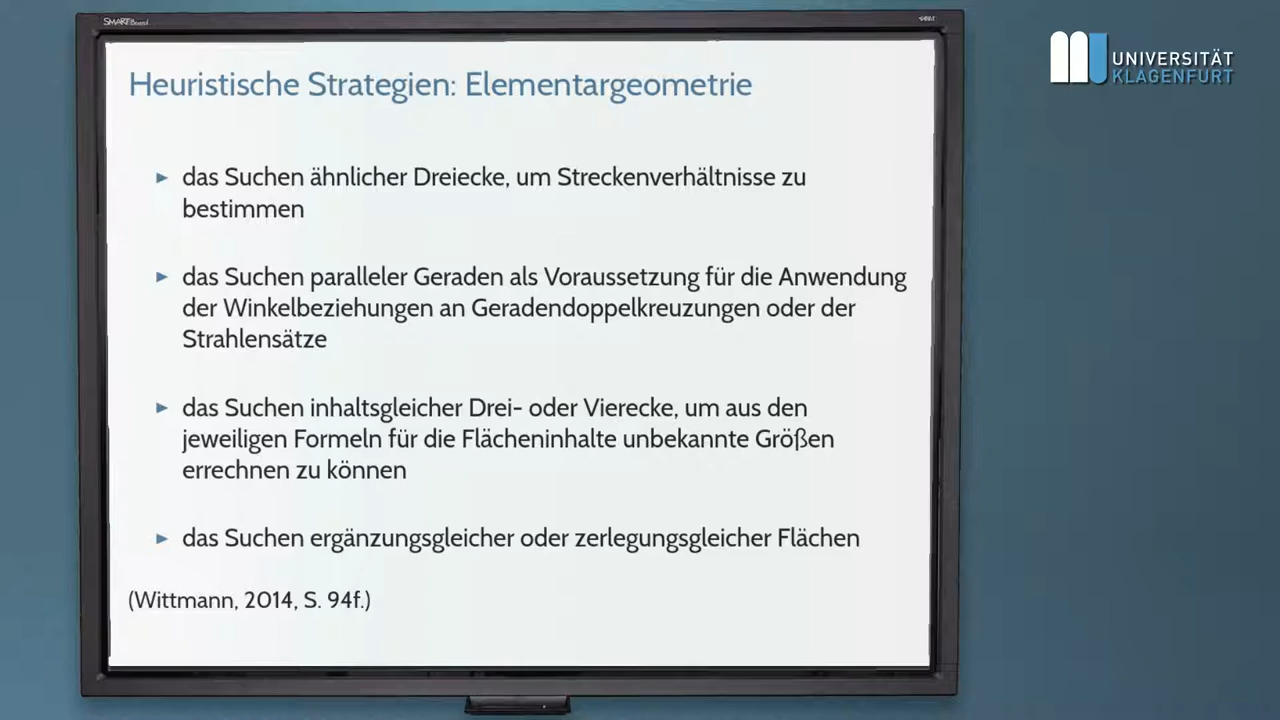 SMART Board
UNIVERSITÄT
KLAGENFURT
Heuristische Strategien: Elementargeometrie
► das Suchen ähnlicher Dreiecke, um Streckenverhältnisse zu
bestimmen
► das Suchen paralleler Geraden als Voraussetzung für die Anwendung
der Winkelbeziehungen an Geradendoppelkreuzungen oder der
Strahlensätze
► das Suchen inhaltsgleicher Drei- oder Vierecke, um aus den
jeweiligen Formeln für die Flächeninhalte unbekannte Größen
errechnen zu können
► das Suchen ergänzungsgleicher oder zerlegungsgleicher Flächen
(Wittmann, 2014, S. 94f.)